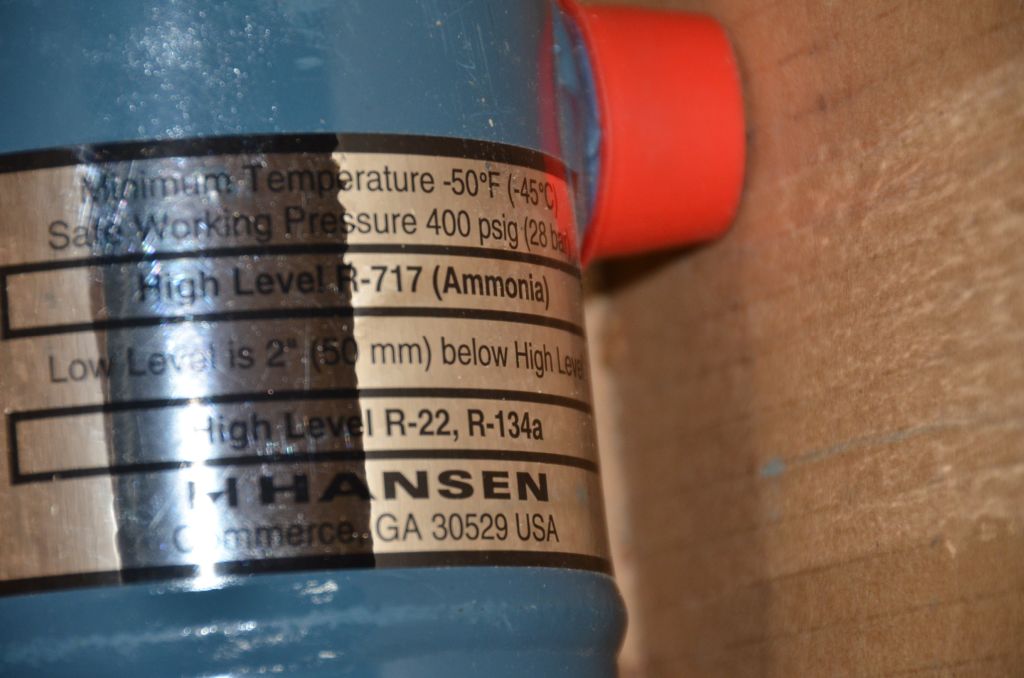 Minimum Temperature -50°F (-45°C)
Safe Working Pressure 400 psig (28 bar)
High Level R-717 (Ammonia)
Low Level is 2" (50 mm) below High Level
High Level R-22, R-134a
HANSEN
Commerce, GA 30529 USA